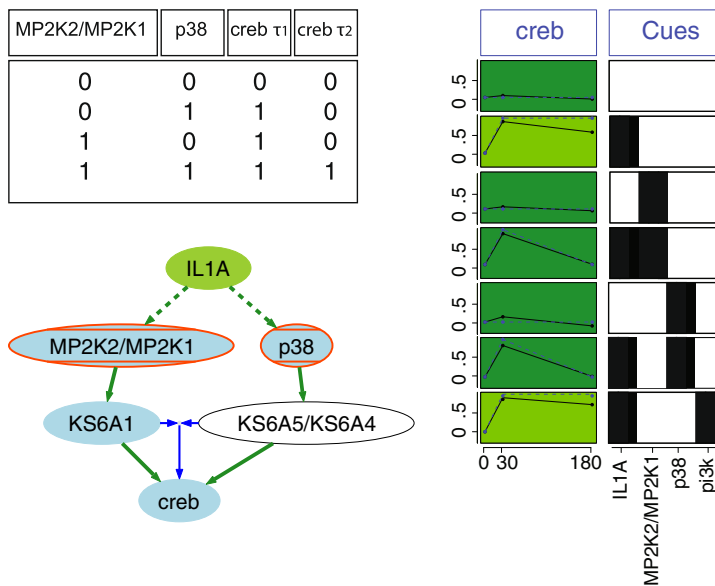 MP2K2/MP2K1 p38 creb τ1 creb τ2
0 0 0 0
0 1 1 0
1 0 1 0
1 1 1 1
IL1A
MP2K2/MP2K1 p38
KS6A1 KS6A5/KS6A4
creb
creb Cues
0 .5
0 .5
0 .5
0 .5
0 .5
0 .5
0 .5
0 30 180
IL1A
MP2K2/MP2K1
p38
pi3k